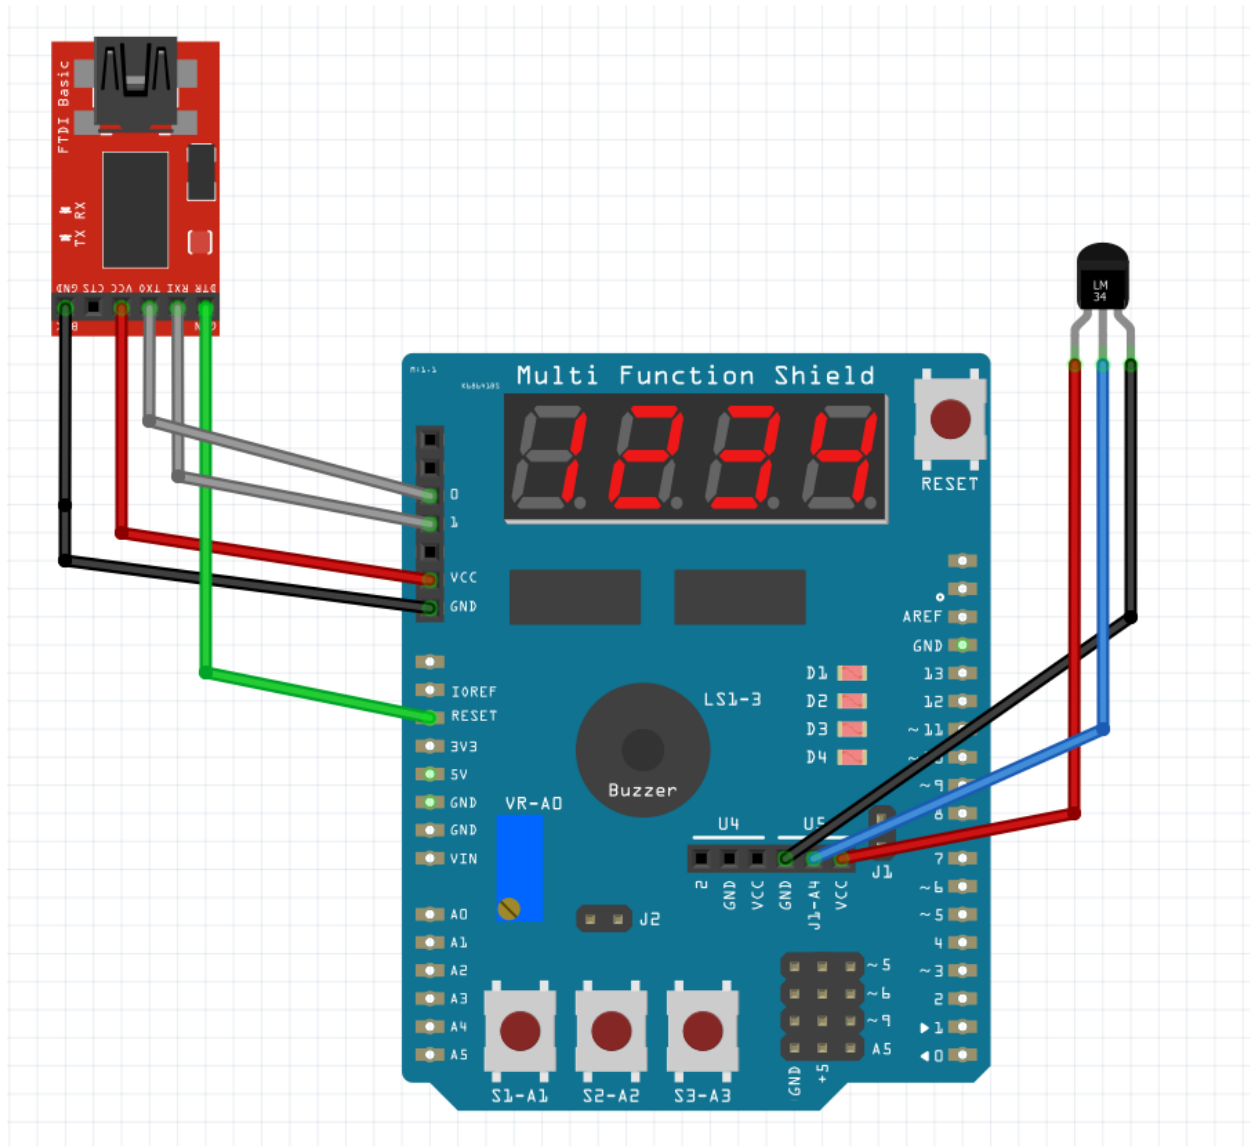 FTDI Basic
TX RX
GND CTS VCC TXO RXI DTR
Multi Function Shield
1234
RESET
0
1
VCC
GND
AREF
GND
13
12
~11
~9
8
7
~6
~5
4
~3
2
1
0
IOREF
RESET
3V3
5V
GND
GND
VIN
A0
A1
A2
A3
A4
A5
LM
34
D1
D2
D3
D4
LS1-3
Buzzer
VR-A0
U4
U5
2
GND
VCC
GND
J1-A4
VCC
J1
J2
~5
~6
~9
A5
GND
+5
S1-A1
S2-A2
S3-A3